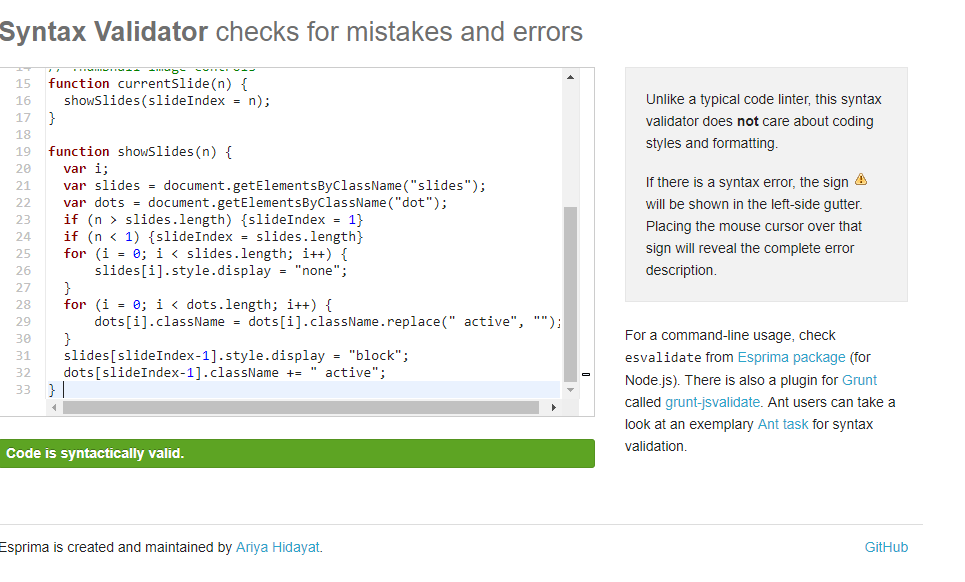 Syntax Validator checks for mistakes and errors
14 // Thumbnail image controls
15 function currentSlide(n) {
16   showSlides(slideIndex = n);
17 }
18
19 function showSlides(n) {
20   var i;
21   var slides = document.getElementsByClassName("slides");
22   var dots = document.getElementsByClassName("dot");
23   if (n > slides.length) {slideIndex = 1}
24   if (n < 1) {slideIndex = slides.length}
25   for (i = 0; i < slides.length; i++) {
26       slides[i].style.display = "none";
27   }
28   for (i = 0; i < dots.length; i++) {
29       dots[i].className = dots[i].className.replace(" active", "");
30   }
31   slides[slideIndex-1].style.display = "block";
32   dots[slideIndex-1].className += " active";
33 }
Code is syntactically valid.
Unlike a typical code linter, this syntax
validator does not care about coding
styles and formatting.
If there is a syntax error, the sign
will be shown in the left-side gutter.
Placing the mouse cursor over that
sign will reveal the complete error
description.
For a command-line usage, check
esvalidate from Esprima package (for
Node.js). There is also a plugin for Grunt
called grunt-jsvalidate. Ant users can take a
look at an exemplary Ant task for syntax
validation.
Esprima is created and maintained by Ariya Hidayat.
GitHub